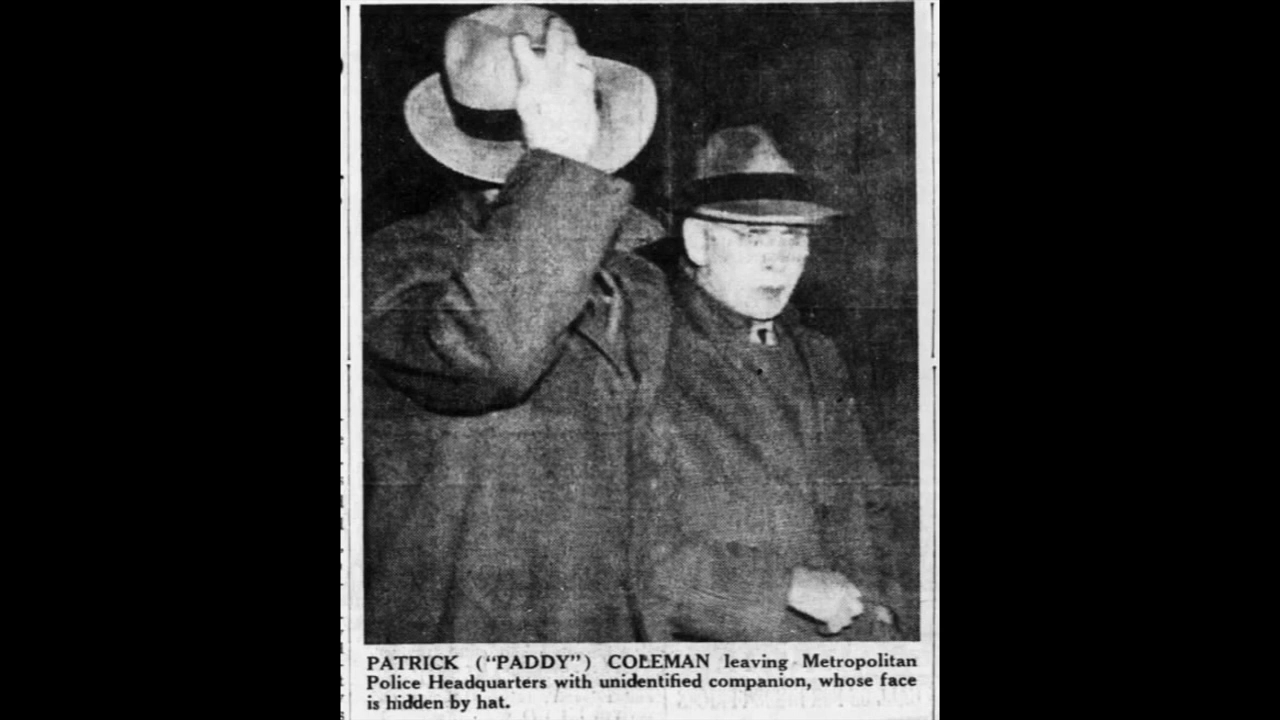 PATRICK ("PADDY") COLEMAN leaving Metropolitan
Police Headquarters with unidentified companion, whose face
is hidden by hat.